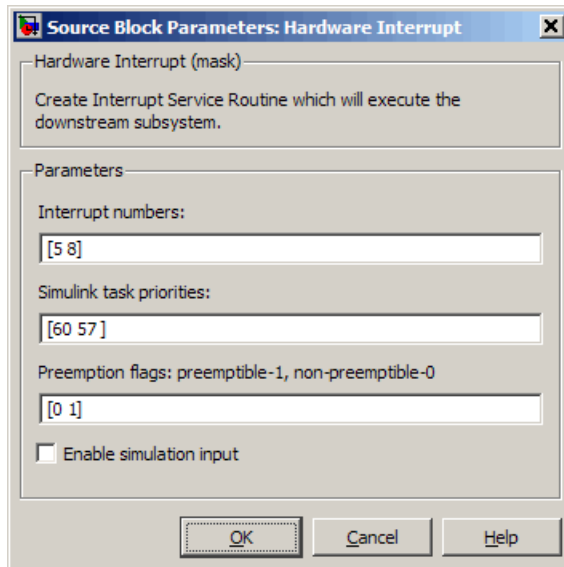 Source Block Parameters: Hardware Interrupt
Hardware Interrupt (mask)
Create Interrupt Service Routine which will execute the
downstream subsystem.
Parameters
Interrupt numbers:
[5 8]
Simulink task priorities:
[60 57]
Preemption flags: preemptible-1, non-preemptible-0
[0 1]
Enable simulation input
OK Cancel Help